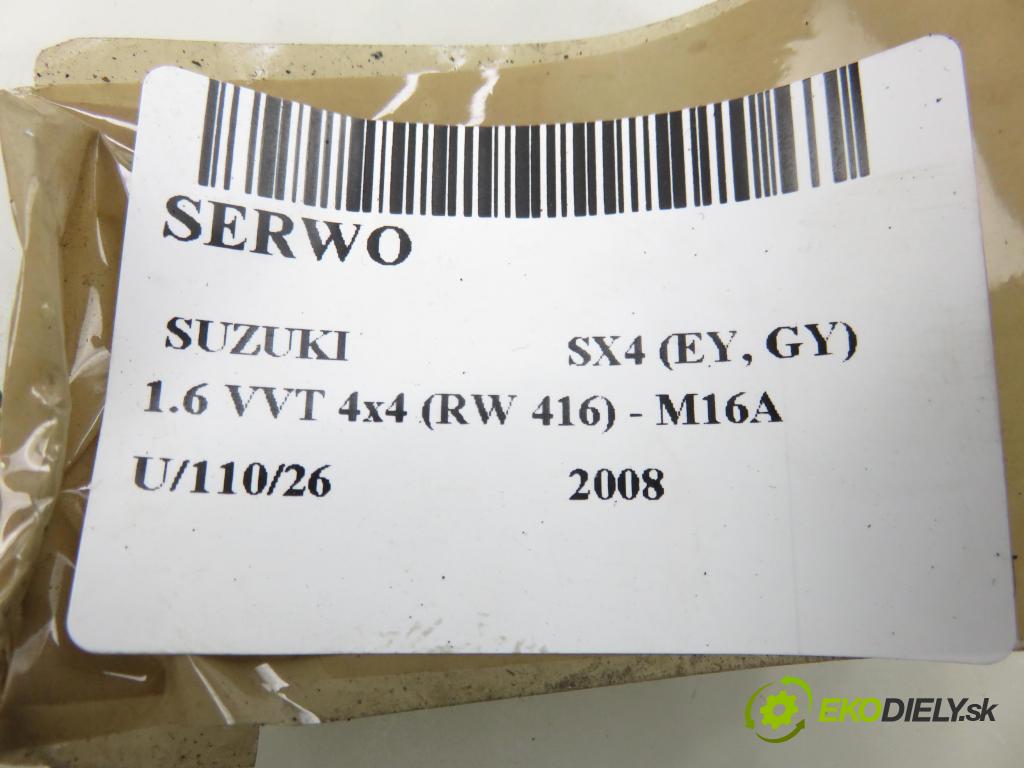 SERWO
SUZUKI SX4 (EY, GY)
1.6 VVT 4x4 (RW 416) - M16A
U/110/26 2008
EKODIELY.sk